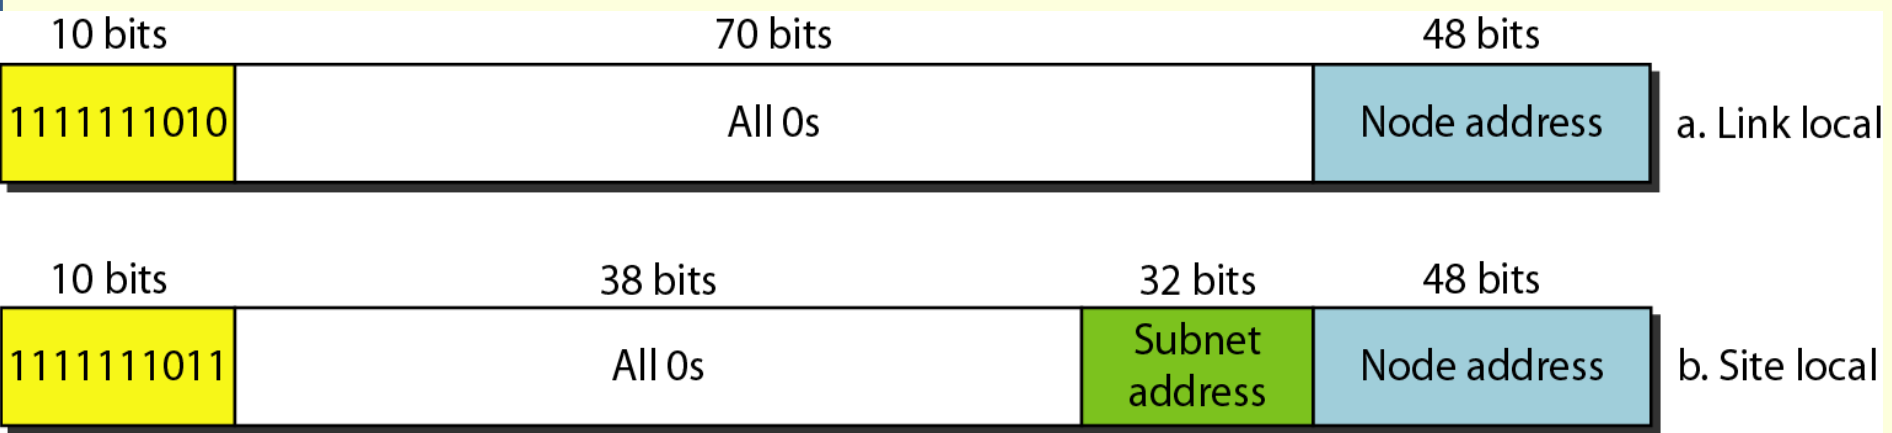 10 bits 70 bits 48 bits
1111111010 All 0s Node address a. Link local
10 bits 38 bits 32 bits 48 bits
1111111011 All 0s Subnet address Node address b. Site local